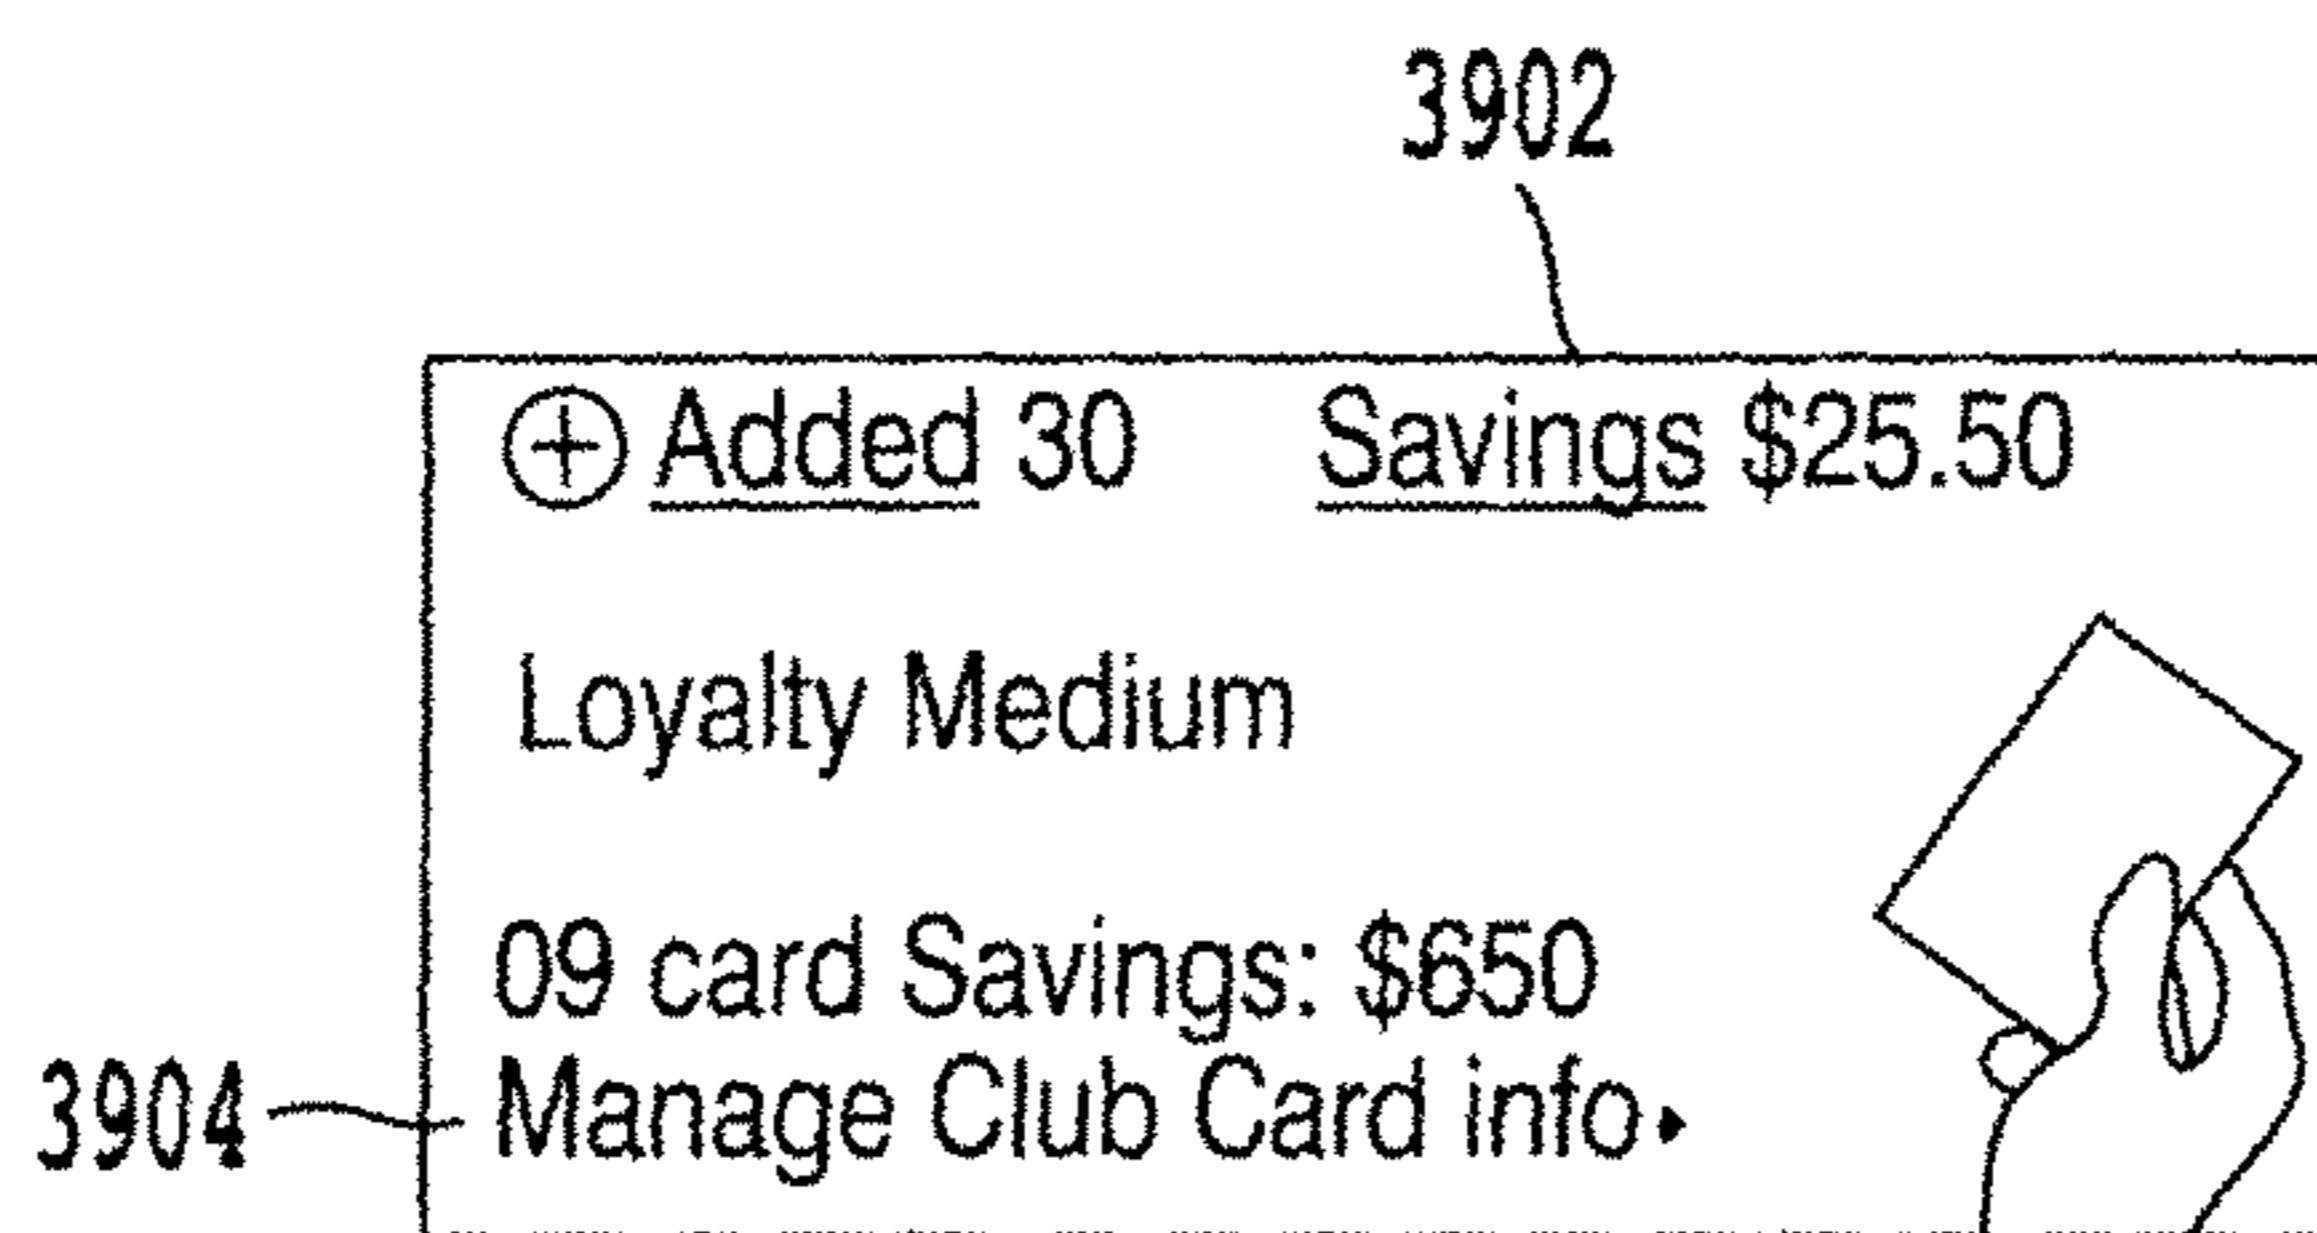 3902
Added 30 Savings $25.50
Loyalty Medium
09 card Savings: $650
3904 Manage Club Card info